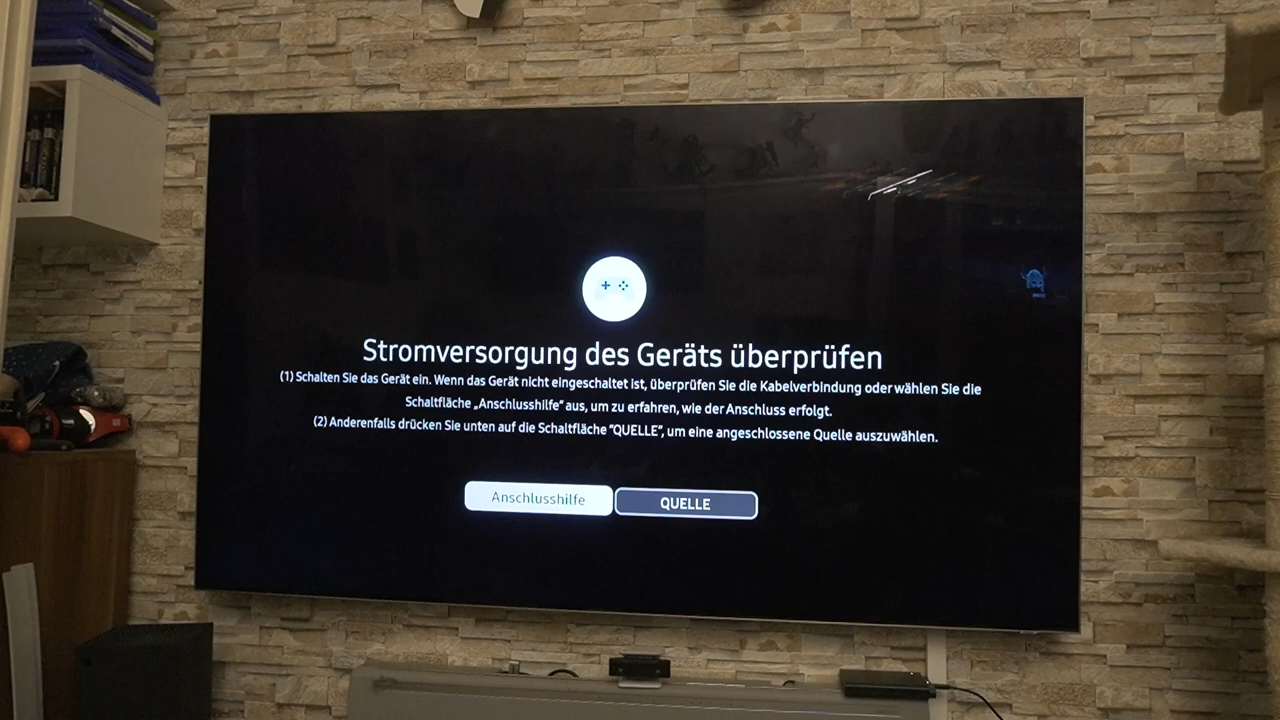 Stromversorgung des Geräts überprüfen
(1) Schalten Sie das Gerät ein. Wenn das Gerät nicht eingeschaltet ist, überprüfen Sie die Kabelverbindung oder wählen Sie die
Schaltfläche „Anschlusshilfe" aus, um zu erfahren, wie der Anschluss erfolgt.
(2) Anderenfalls drücken Sie unten auf die Schaltfläche "QUELLE", um eine angeschlossene Quelle auszuwählen.
Anschlusshilfe
QUELLE